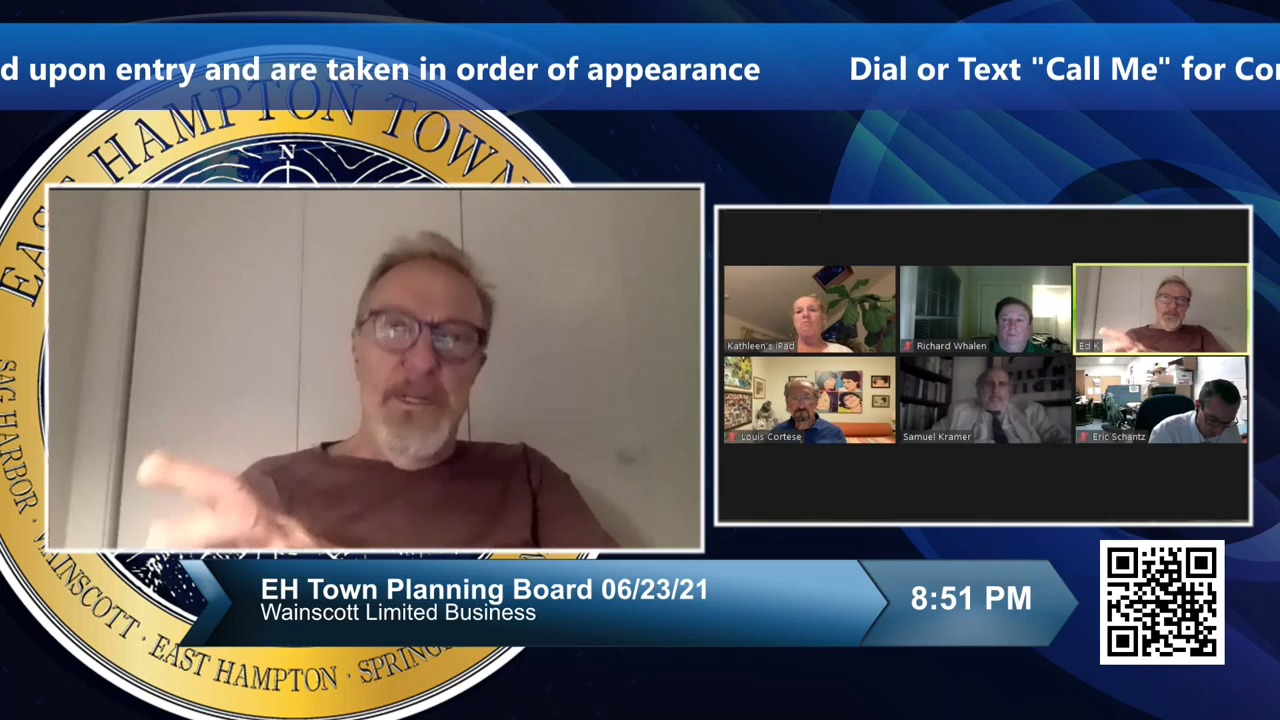 d upon entry and are taken in order of appearance Dial or Text "Call Me" for Co
EAST HAMPTON TOWN
N
SAG HARBOR · WAINSCOTT · EAST HAMPTON · SPRING
Kathleen's iPad
Richard Whalen
Ed K
Louis Cortese
Samuel Kramer
Eric Schantz
EH Town Planning Board 06/23/21
Wainscott Limited Business
8:51 PM